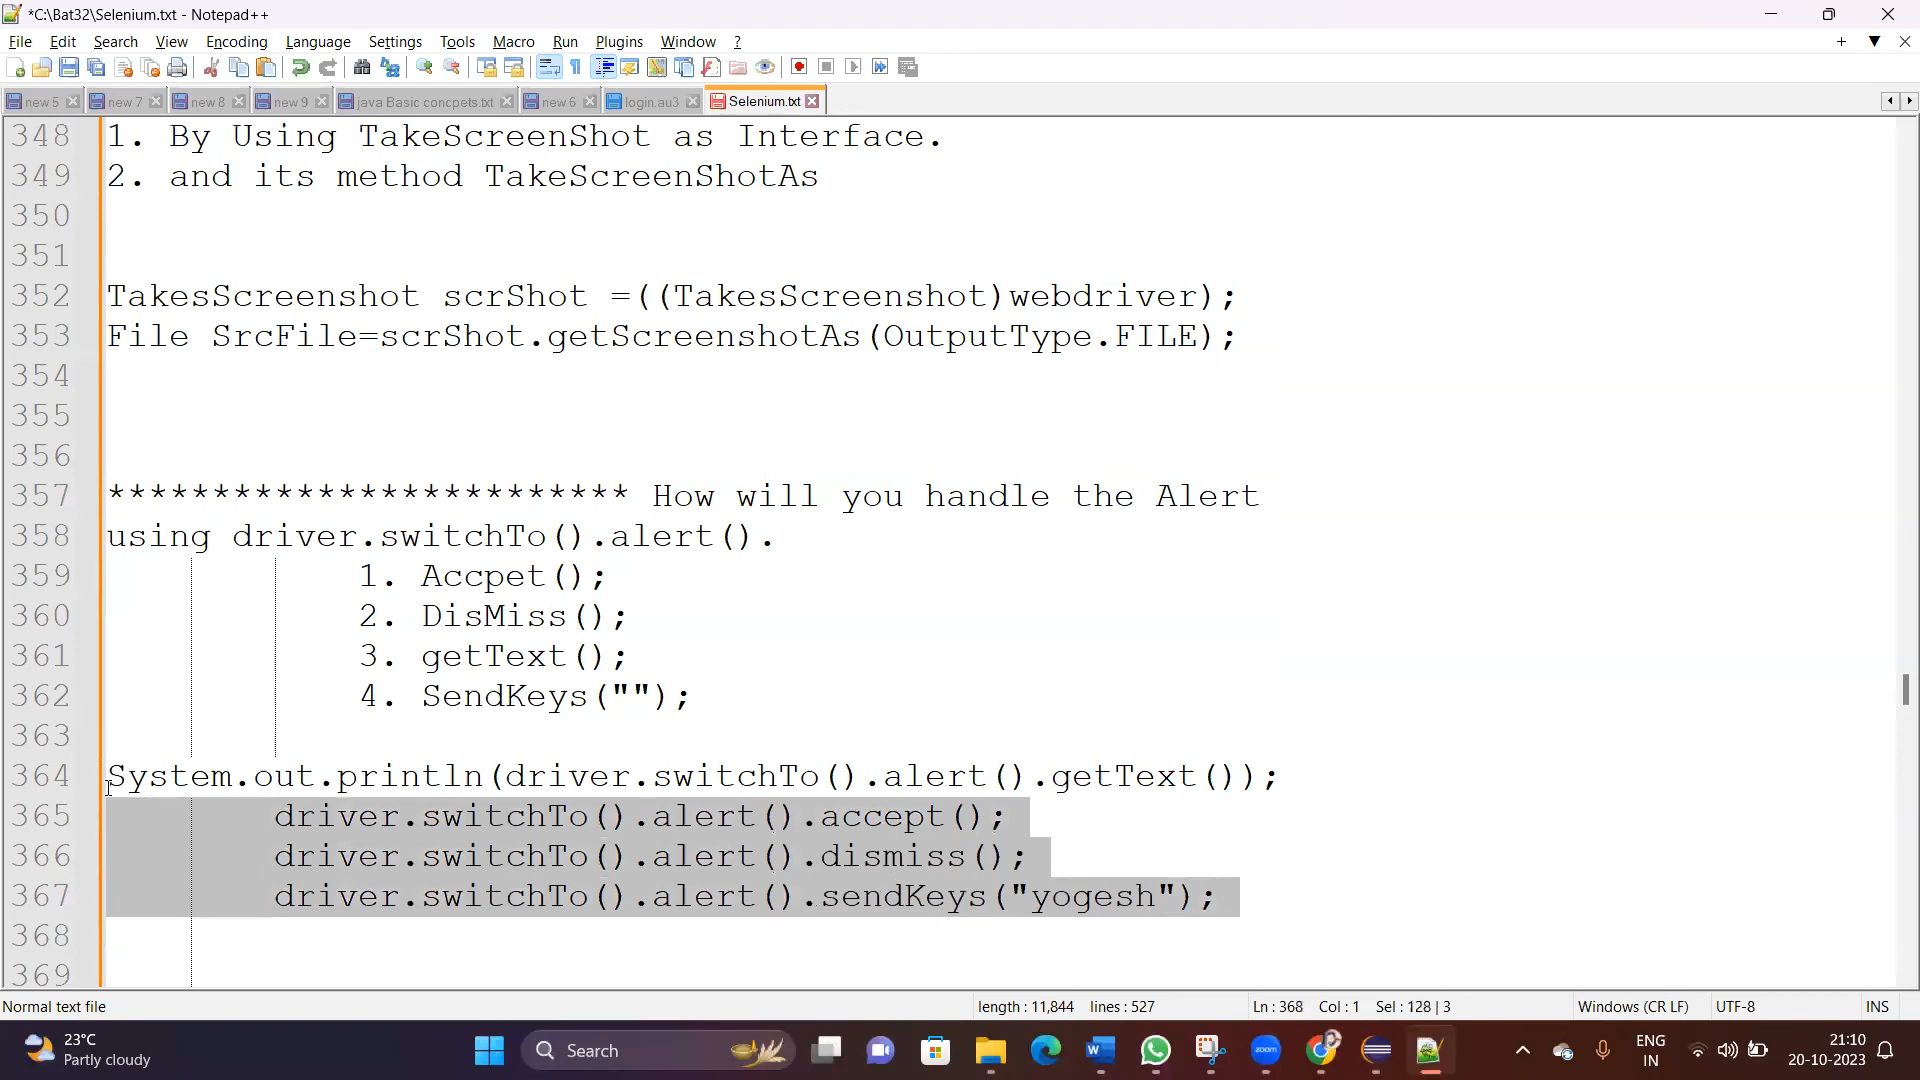 *C:\Bat32\Selenium.txt - Notepad++
File Edit Search View Encoding Language Settings Tools Macro Run Plugins Window ?
new 5 new 7 new 8 new 9 java Basic concpets.txt new 6 login.au3 Selenium.txt
348 1. By Using TakeScreenShot as Interface.
349 2. and its method TakeScreenShotAs
350
351
352 TakesScreenshot scrShot =((TakesScreenshot)webdriver);
353 File SrcFile=scrShot.getScreenshotAs(OutputType.FILE);
354
355
356
357 ************************* How will you handle the Alert
358 using driver.switchTo().alert().
359 1. Accpet();
360 2. DisMiss();
361 3. getText();
362 4. SendKeys("");
363
364 System.out.println(driver.switchTo().alert().getText());
365 driver.switchTo().alert().accept();
366 driver.switchTo().alert().dismiss();
367 driver.switchTo().alert().sendKeys("yogesh");
368
369
Normal text file length : 11,844 lines : 527 Ln : 368 Col : 1 Sel : 128 | 3 Windows (CR LF) UTF-8 INS
23°C
Partly cloudy
Search
zoom
ENG
IN
21:10
20-10-2023